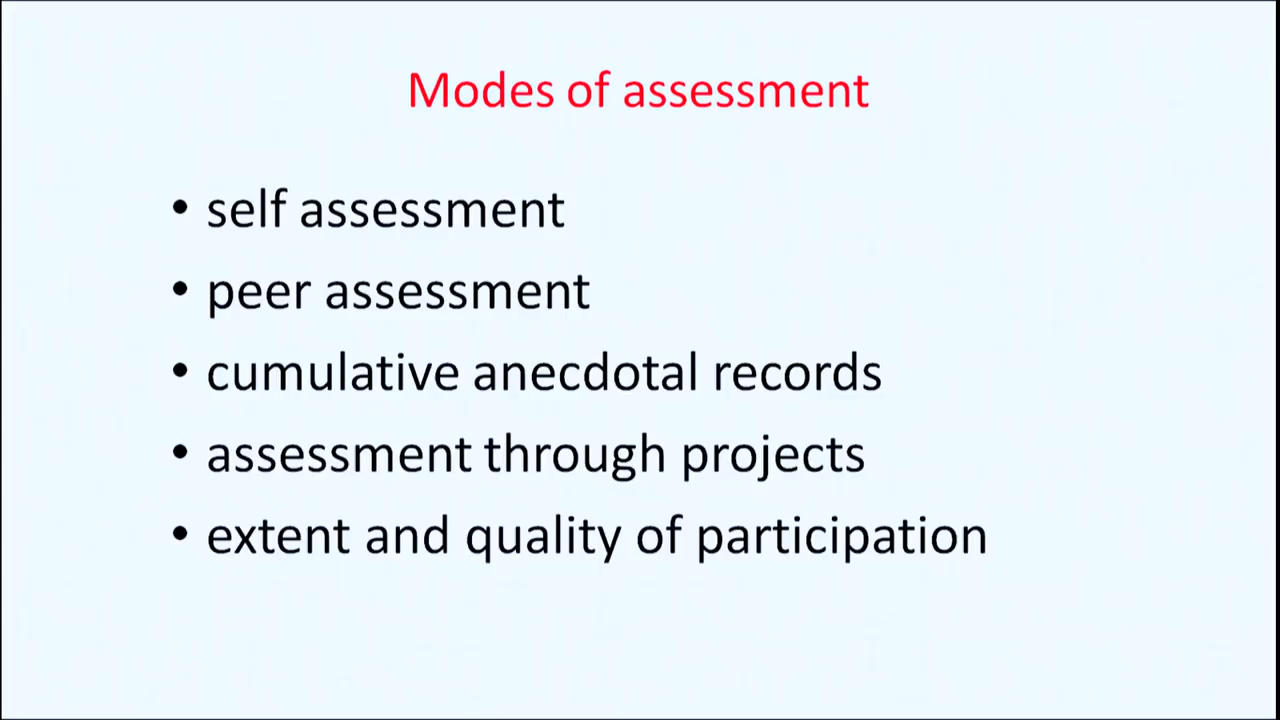 Modes of assessment
• self assessment
• peer assessment
• cumulative anecdotal records
• assessment through projects
• extent and quality of participation